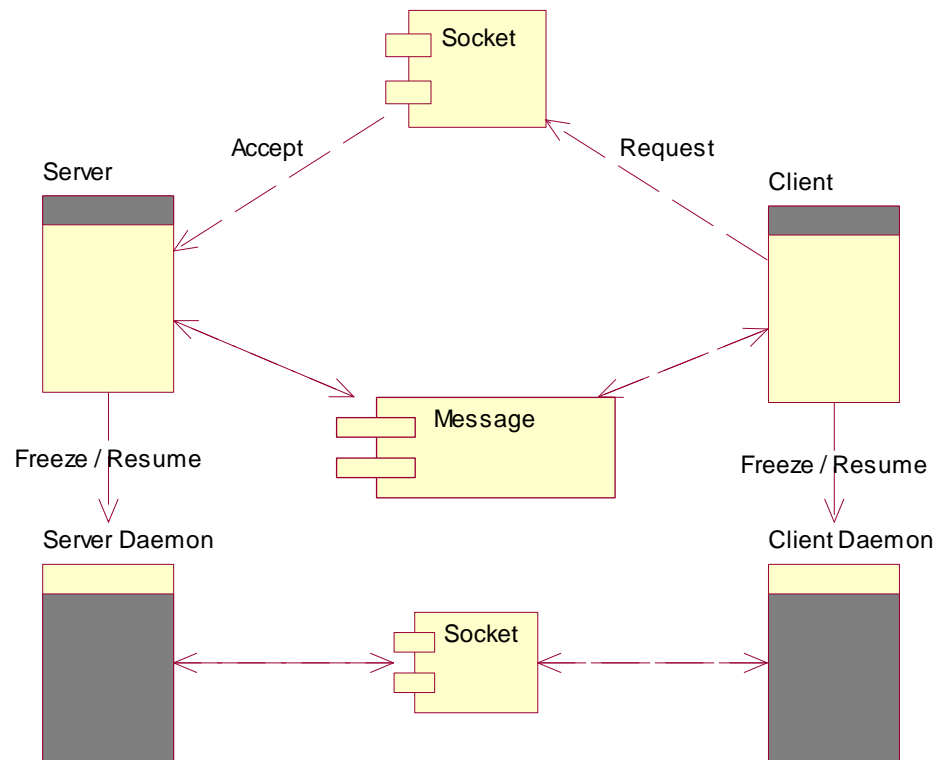 Socket
Accept
Request
Server
Client
Message
Freeze / Resume
Freeze / Resume
Server Daemon
Client Daemon
Socket